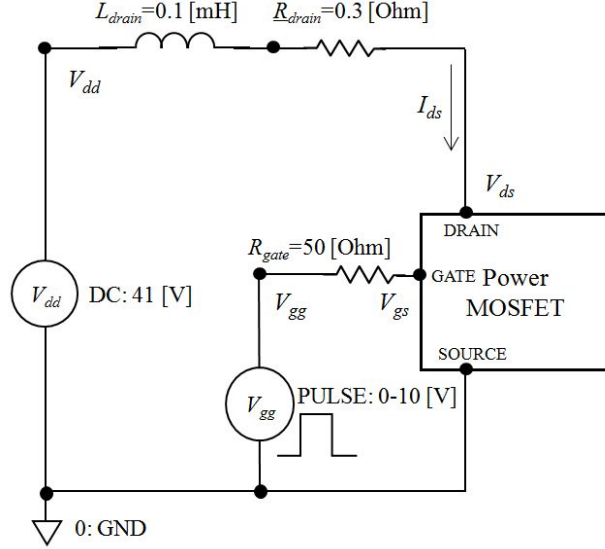 L_drain=0.1 [mH]
R_drain=0.3 [Ohm]
V_dd
I_ds
V_ds
DRAIN
R_gate=50 [Ohm]
GATE Power
MOSFET
V_dd
DC: 41 [V]
V_gg
V_gs
SOURCE
V_gg
PULSE: 0-10 [V]
0: GND